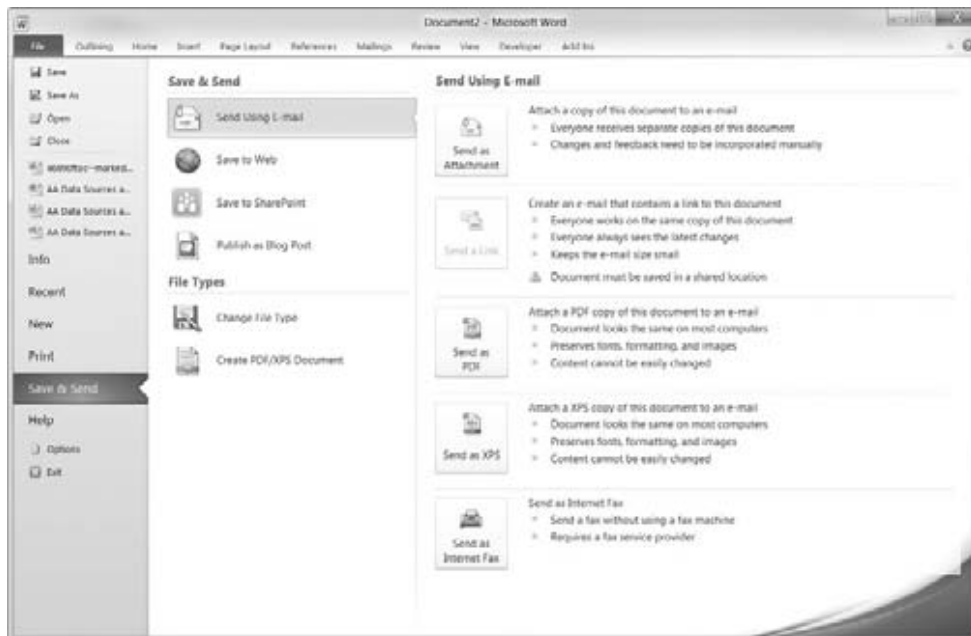 Document2 - Microsoft Word
File Outlining Home Insert Page Layout References Mailings Review View Developer Add-Ins
Save
Save As
Open
Close
AA Data Sources a...
AA Data Sources a...
AA Data Sources a...
Info
Recent
New
Print
Save & Send
Help
Options
Exit
Save & Send
Send Using E-mail
Save to Web
Save to SharePoint
Publish as Blog Post
File Types
Change File Type
Create PDF/XPS Document
Send Using E-mail
Send as
Attachment
Attach a copy of this document to an e-mail
Everyone receives separate copies of this document
Changes and feedback need to be incorporated manually
Send a Link
Create an e-mail that contains a link to this document
Everyone works on the same copy of this document
Everyone always sees the latest changes
Keeps the e-mail size small
Document must be saved in a shared location
Send as
PDF
Attach a PDF copy of this document to an e-mail
Document looks the same on most computers
Preserves fonts, formatting, and images
Content cannot be easily changed
Send as XPS
Attach a XPS copy of this document to an e-mail
Document looks the same on most computers
Preserves fonts, formatting, and images
Content cannot be easily changed
Send as
Internet Fax
Send as Internet Fax
Send a fax without using a fax machine
Requires a fax service provider